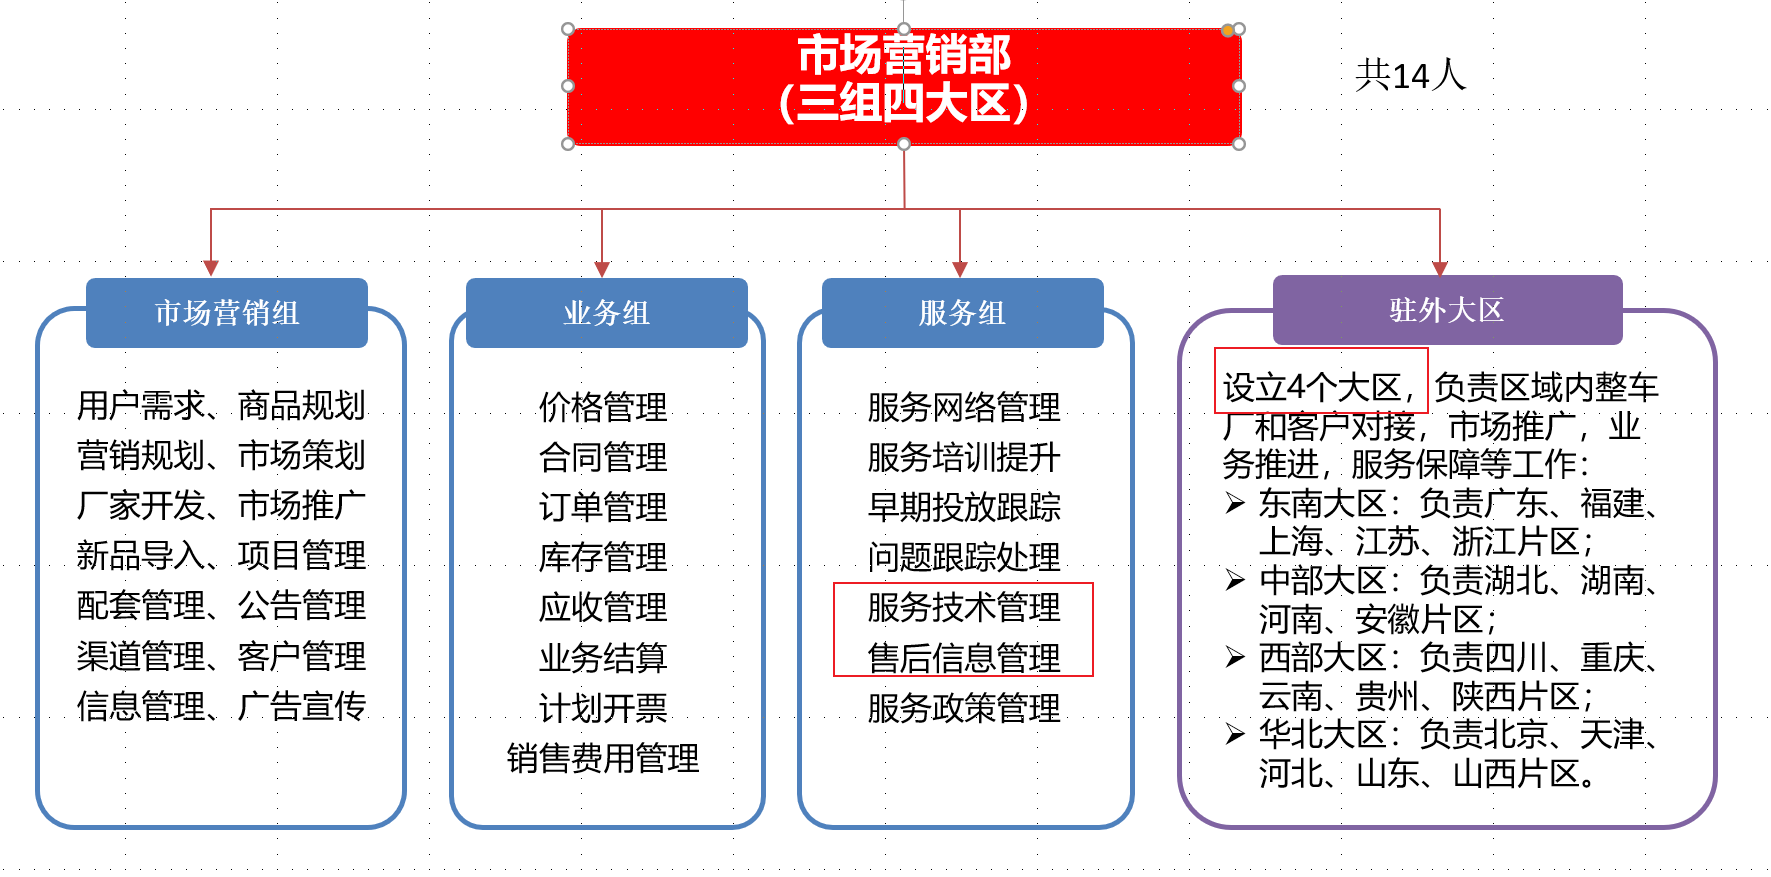 市场营销部
（三组四大区）
共14人
市场营销组
用户需求、商品规划
营销规划、市场策划
厂家开发、市场推广
新品导入、项目管理
配套管理、公告管理
渠道管理、客户管理
信息管理、广告宣传
业务组
价格管理
合同管理
订单管理
库存管理
应收管理
业务结算
计划开票
销售费用管理
服务组
服务网络管理
服务培训提升
早期投放跟踪
问题跟踪处理
服务技术管理
售后信息管理
服务政策管理
驻外大区
设立4个大区，负责区域内整车
厂和客户对接，市场推广，业
务推进，服务保障等工作：
➢ 东南大区：负责广东、福建、
上海、江苏、浙江片区；
➢ 中部大区：负责湖北、湖南、
河南、安徽片区；
➢ 西部大区：负责四川、重庆、
云南、贵州、陕西片区；
➢ 华北大区：负责北京、天津、
河北、山东、山西片区。